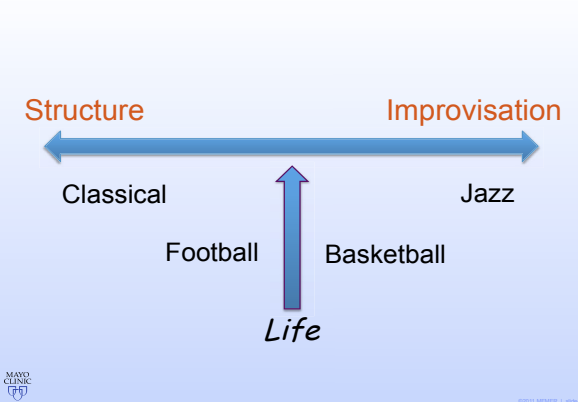 Structure
Improvisation
Classical
Jazz
Football
Basketball
Life
MAYO
CLINIC